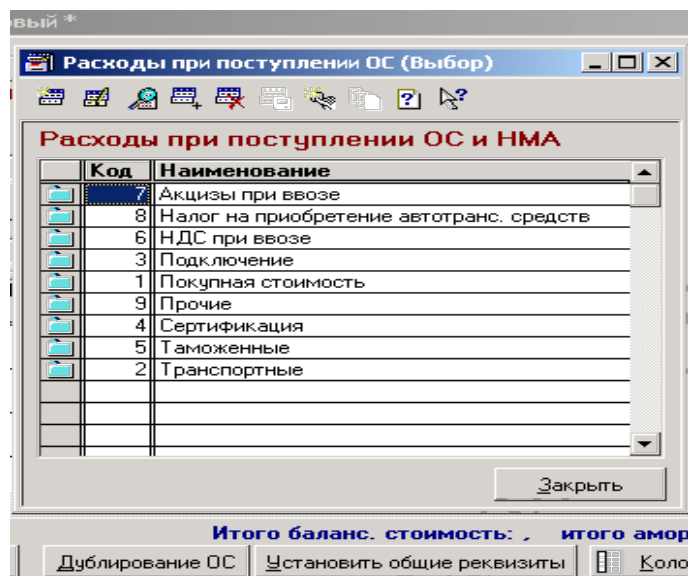 вый *
Расходы при поступлении ОС (Выбор)
Расходы при поступлении ОС и НМА
Код Наименование
7 Акцизы при ввозе
8 Налог на приобретение автотранс. средств
6 НДС при ввозе
3 Подключение
1 Покупная стоимость
9 Прочие
4 Сертификация
5 Таможенные
2 Транспортные
Закрыть
Итого баланс. стоимость: , итого амор
Дублирование ОС Установить общие реквизиты Коло